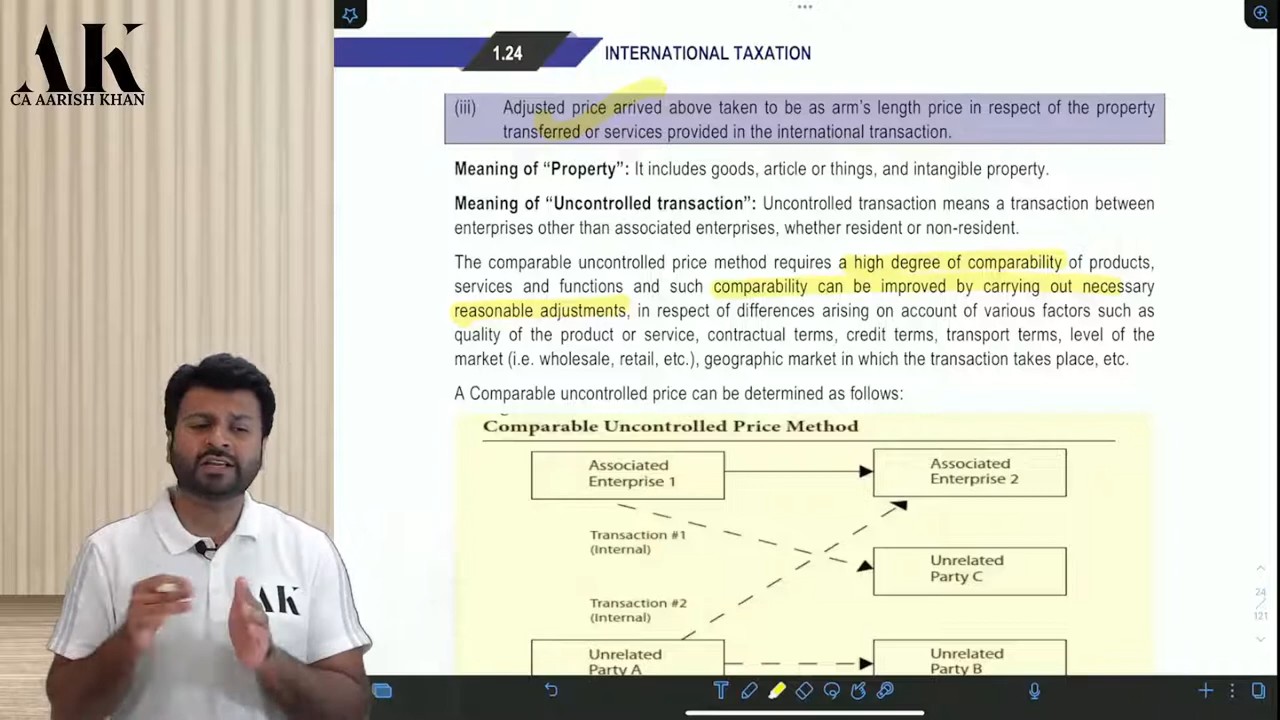 AK
CA AARISH KHAN
1.24
INTERNATIONAL TAXATION
(iii) Adjusted price arrived above taken to be as arm's length price in respect of the property
transferred or services provided in the international transaction.
Meaning of “Property”: It includes goods, article or things, and intangible property.
Meaning of “Uncontrolled transaction”: Uncontrolled transaction means a transaction between
enterprises other than associated enterprises, whether resident or non-resident.
The comparable uncontrolled price method requires a high degree of comparability of products,
services and functions and such comparability can be improved by carrying out necessary
reasonable adjustments, in respect of differences arising on account of various factors such as
quality of the product or service, contractual terms, credit terms, transport terms, level of the
market (i.e. wholesale, retail, etc.), geographic market in which the transaction takes place, etc.
A Comparable uncontrolled price can be determined as follows:
Comparable Uncontrolled Price Method
Associated
Enterprise 1
Associated
Enterprise 2
Transaction #1
(Internal)
Unrelated
Party C
Transaction #2
(Internal)
Unrelated
Party A
Unrelated
Party B
AK
24
121
T